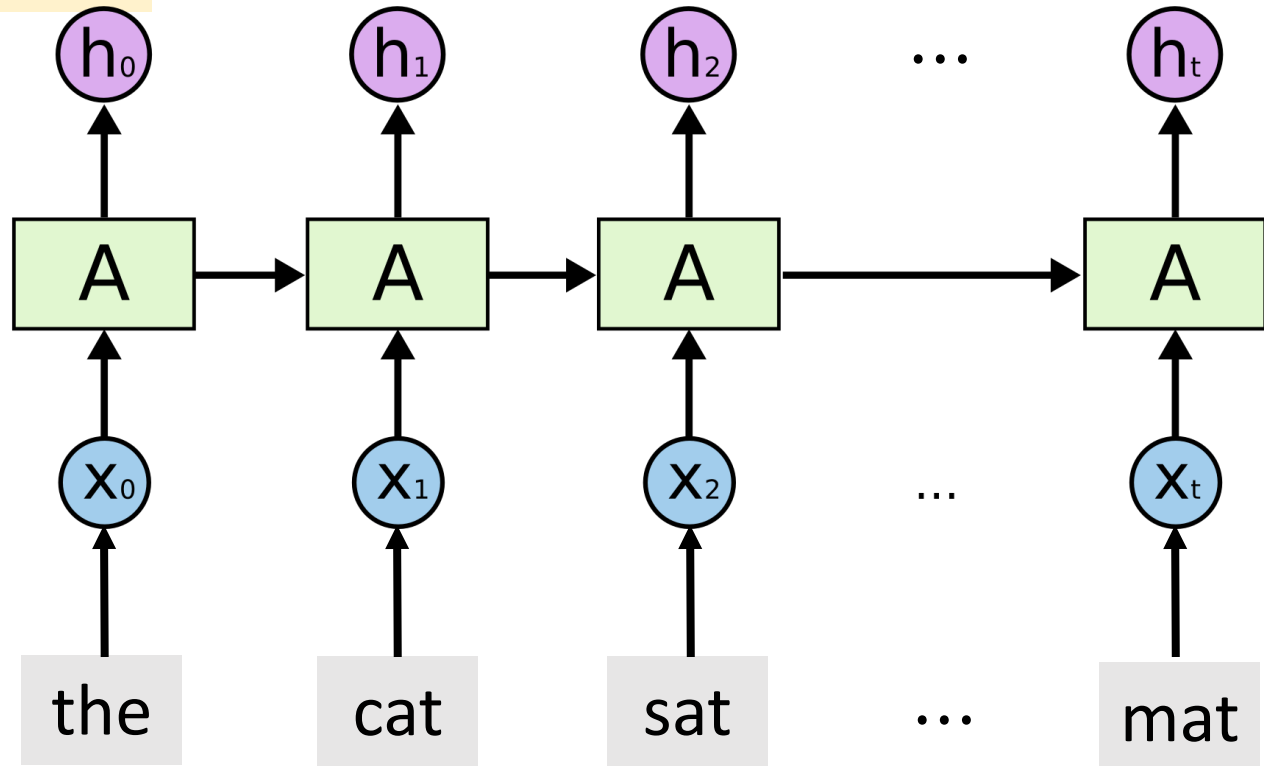 h₀ h₁ h₂ ... hₜ
A A A A
x₀ x₁ x₂ ... xₜ
the cat sat ... mat